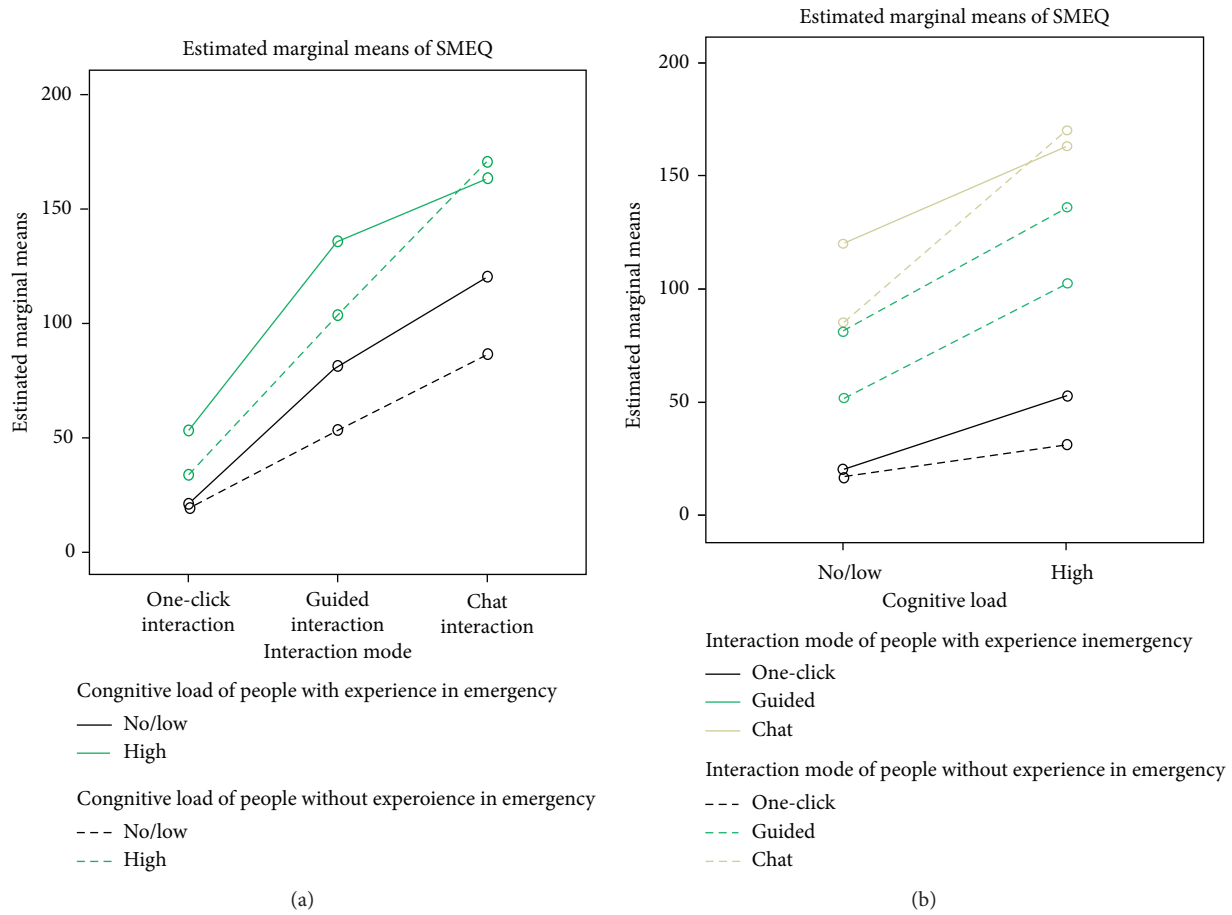 Estimated marginal means of SMEQ
200
150
100
50
0
Estinated marginal means
One-click
interaction
Guided
interaction
Chat
interaction
Interaction mode
Congnitive load of people with experience in emergency
No/low
High
Congnitive load of people without experoience in emergency
No/low
High
(a)
Estimated marginal means of SMEQ
200
150
100
50
0
Estimated marginal means
No/low
High
Cognitive load
Interaction mode of people with experience inemergency
One-click
Guided
Chat
Interaction mode of people without experience in emergency
One-click
Guided
Chat
(b)